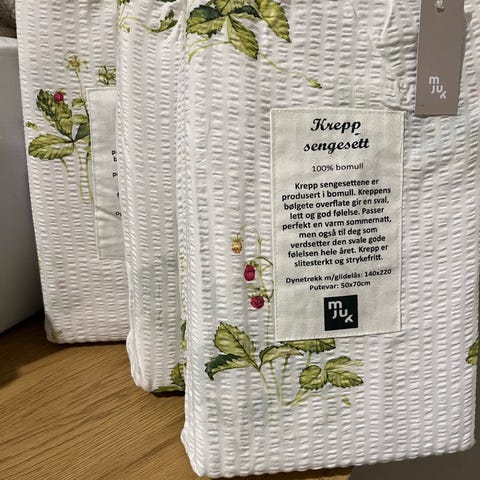 mjuk
Krepp
sengesett
100% bomull
Krepp sengesettene er
produsert i bomull. Kreppens
bølgete overflate gir en sval,
lett og god følelse. Passer
perfekt en varm sommernatt,
men også til deg som
verdsetter den svale gode
følelsen hele året. Krepp er
slitesterkt og strykefritt.
Dynetrekk m/glidelås: 140x220
Putevar: 50x70cm
mjuk